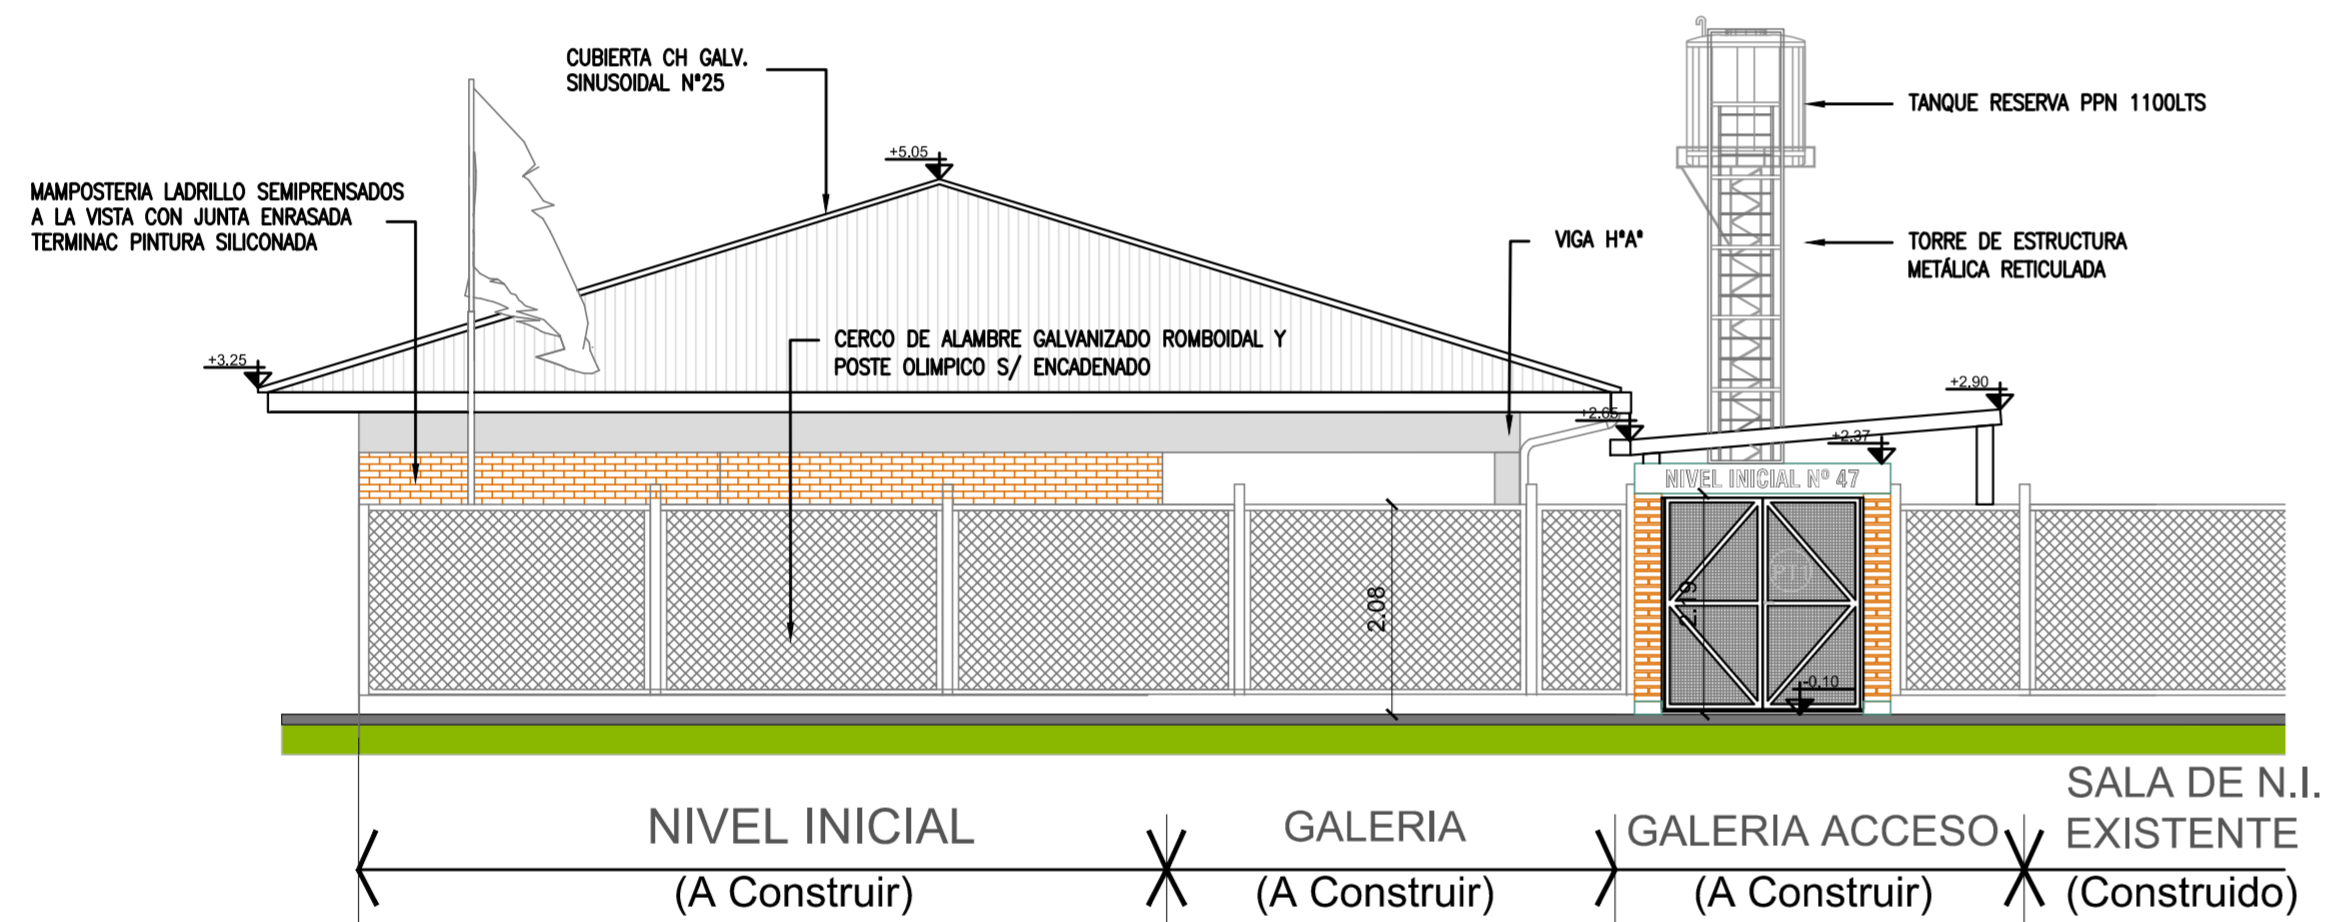 CUBIERTA CH GALV.
SINUSOIDAL N°25
TANQUE RESERVA PPN 1100LTS
+5.05
MAMPOSTERIA LADRILLO SEMIPRENSADOS
A LA VISTA CON JUNTA ENRASADA
TERMINAC PINTURA SILICONADA
VIGA H°A°
TORRE DE ESTRUCTURA
METÁLICA RETICULADA
CERCO DE ALAMBRE GALVANIZADO ROMBOIDAL Y
POSTE OLIMPICO S/ ENCADENADO
+3.25
+2.90
+2.65
+2.37
NIVEL INICIAL Nº 47
2.08
2.19
-0.10
NIVEL INICIAL
(A Construir)
GALERIA
(A Construir)
GALERIA ACCESO
(A Construir)
SALA DE N.I.
EXISTENTE
(Construido)